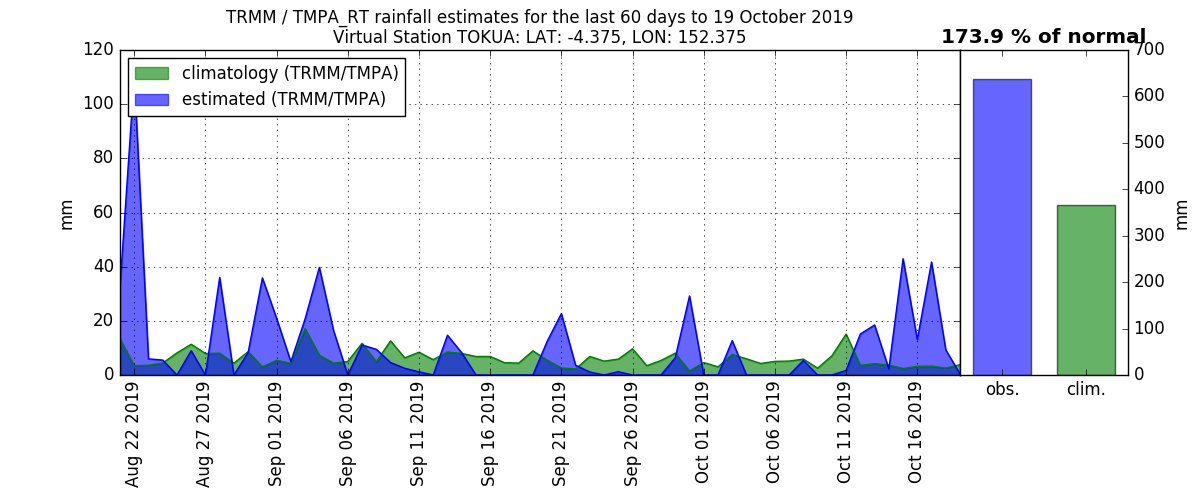 TRMM / TMPA_RT rainfall estimates for the last 60 days to 19 October 2019
Virtual Station TOKUA: LAT: -4.375, LON: 152.375
173.9 % of normal
climatology (TRMM/TMPA)
estimated (TRMM/TMPA)
mm
120
100
80
60
40
20
0
Aug 22 2019
Aug 27 2019
Sep 01 2019
Sep 06 2019
Sep 11 2019
Sep 16 2019
Sep 21 2019
Sep 26 2019
Oct 01 2019
Oct 06 2019
Oct 11 2019
Oct 16 2019
obs.
clim.
700
600
500
400
300
200
100
0
mm